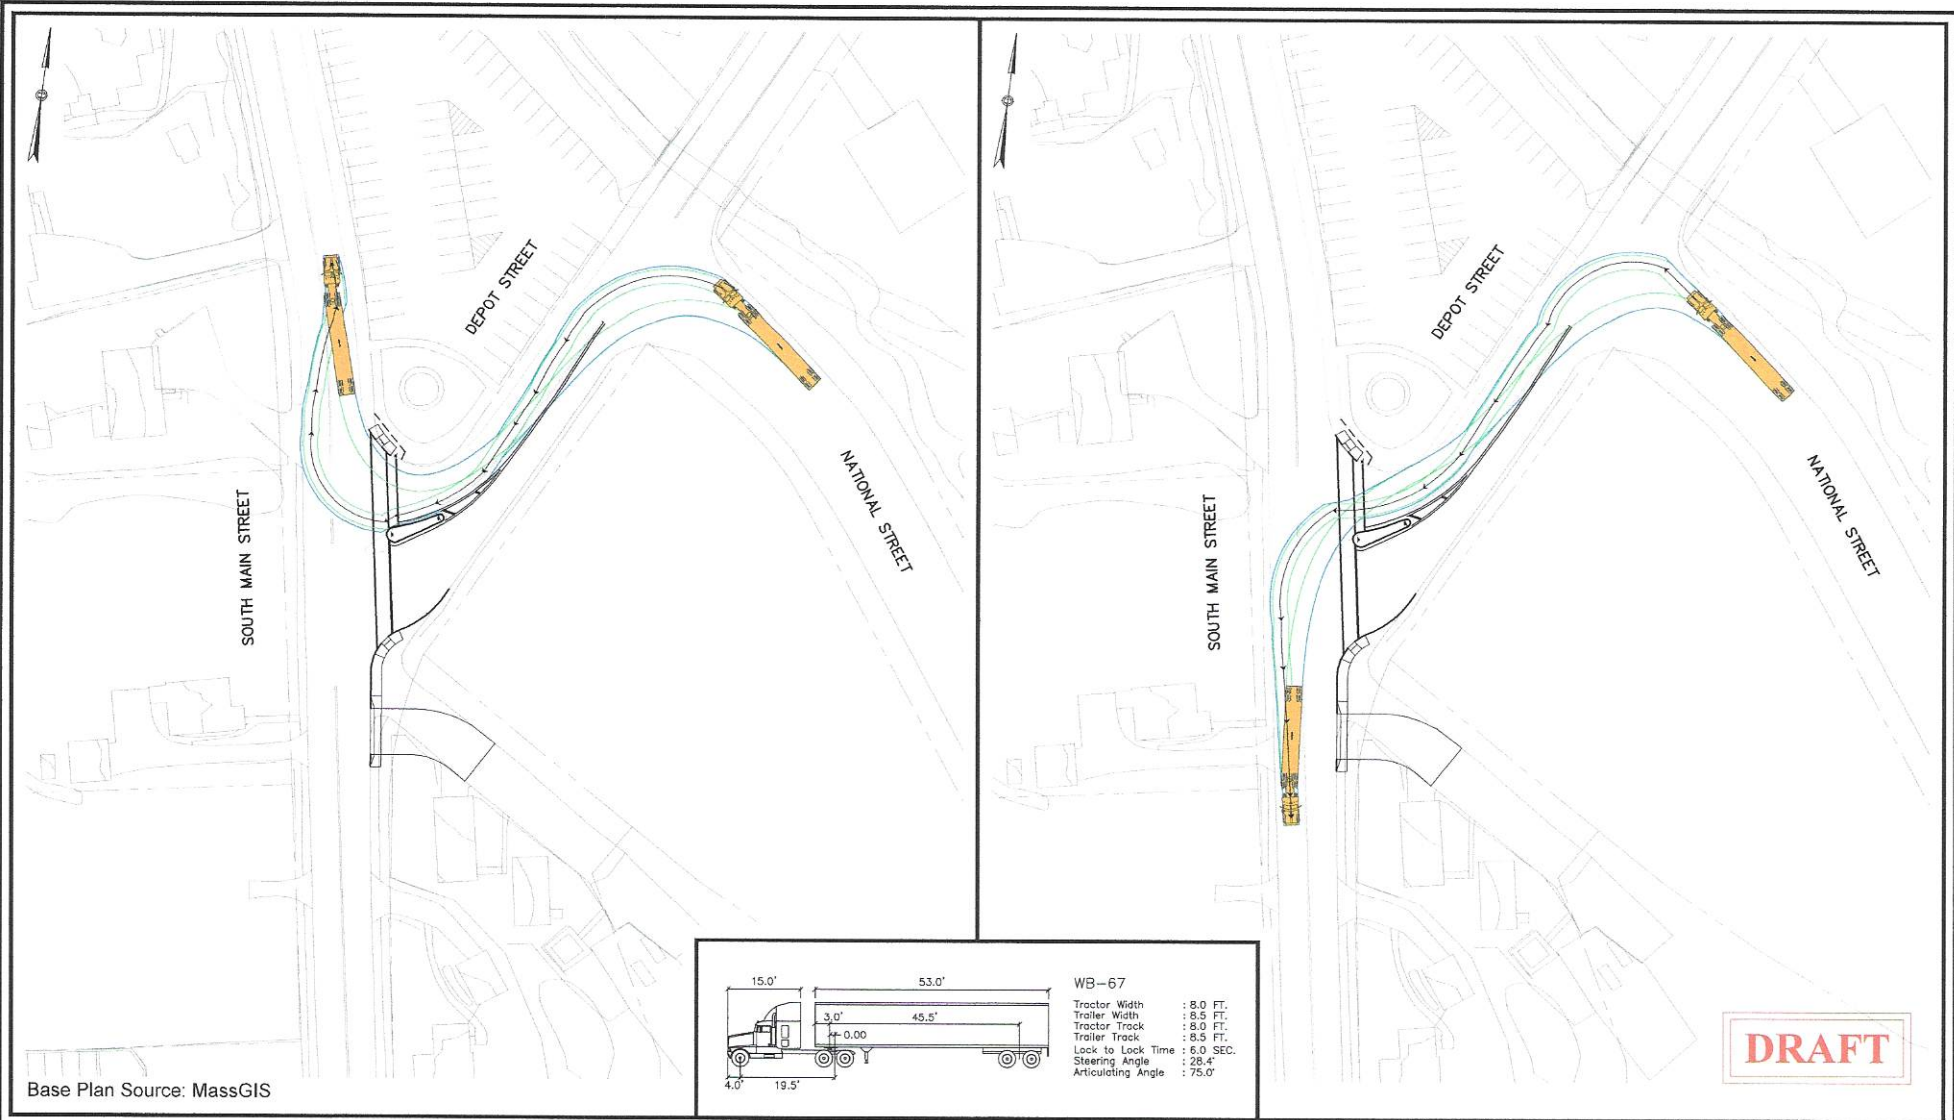 DEPOT STREET
SOUTH MAIN STREET
NATIONAL STREET
DEPOT STREET
SOUTH MAIN STREET
NATIONAL STREET
15.0'
53.0'
3.0'
45.5'
0.00
4.0'
19.5'
WB-67
Tractor Width : 8.0 FT.
Trailer Width : 8.5 FT.
Tractor Track : 8.0 FT.
Trailer Track : 8.5 FT.
Lock to Lock Time : 6.0 SEC.
Steering Angle : 28.4°
Articulating Angle : 75.0°
Base Plan Source: MassGIS
DRAFT